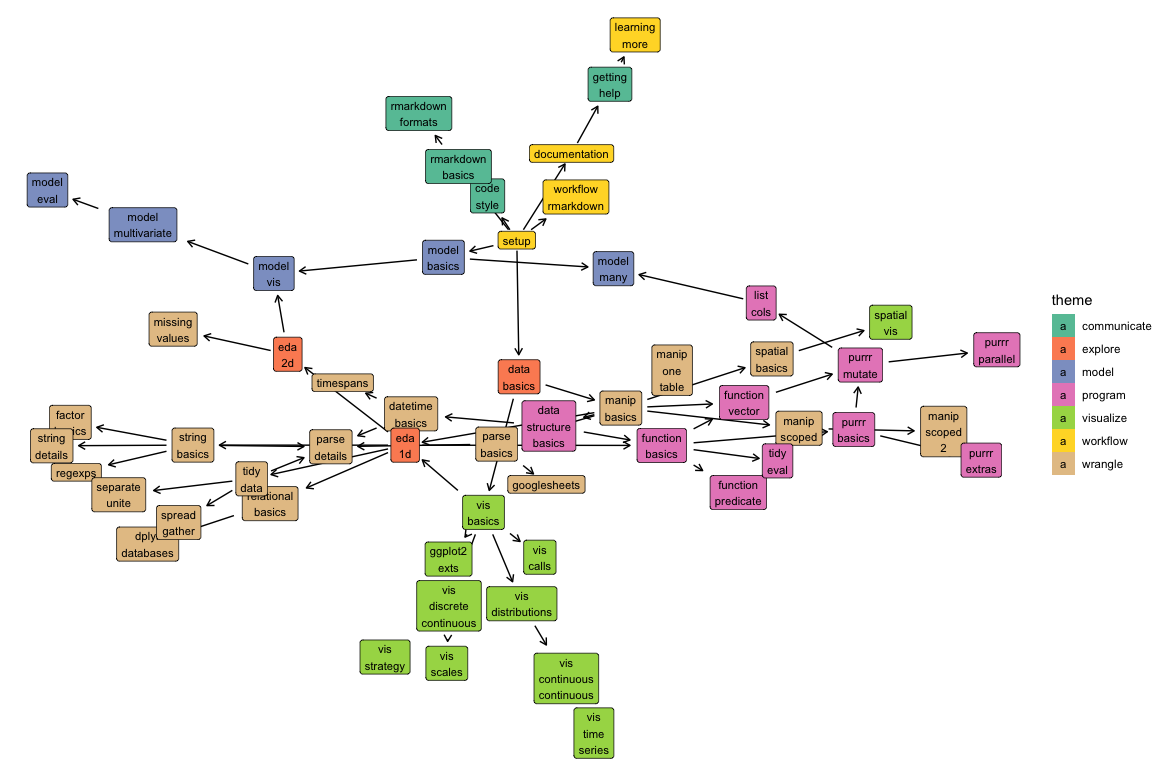 learning
more
getting
help
rmarkdown
formats
documentation
rmarkdown
basics
code
style
workflow
rmarkdown
model
eval
model
multivariate
setup
model
basics
model
vis
model
many
list
cols
missing
values
spatial
vis
eda
2d
manip
one
table
spatial
basics
purrr
mutate
purrr
parallel
timespans
data
basics
manip
basics
function
vector
datetime
basics
data
structure
basics
manip
scoped
purrr
basics
manip
scoped
2
factor
string
details
regexps
string
basics
parse
details
eda
1d
parse
basics
function
basics
tidy
eval
purrr
extras
tidy
data
relational
basics
googlesheets
function
predicate
separate
unite
spread
gather
databases
vis
basics
ggplot2
exts
vis
calls
vis
discrete
continuous
vis
distributions
vis
strategy
vis
scales
vis
continuous
continuous
vis
time
series
theme
a communicate
a explore
a model
a program
a visualize
a workflow
a wrangle